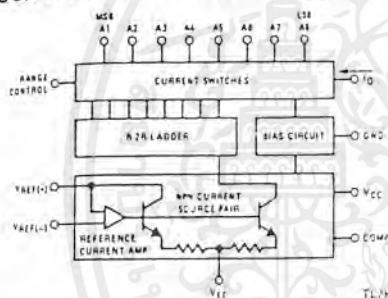 MSB LSB
A1 A2 A3 A4 A5 A6 A7 A8
RANGE
CONTROL
CURRENT SWITCHES
IO
R-2R LADDER
BIAS CIRCUIT
GND
VREF(+)
NPN CURRENT
SOURCE PAIR
VCC
VREF(-)
REFERENCE
CURRENT AMP
VEE